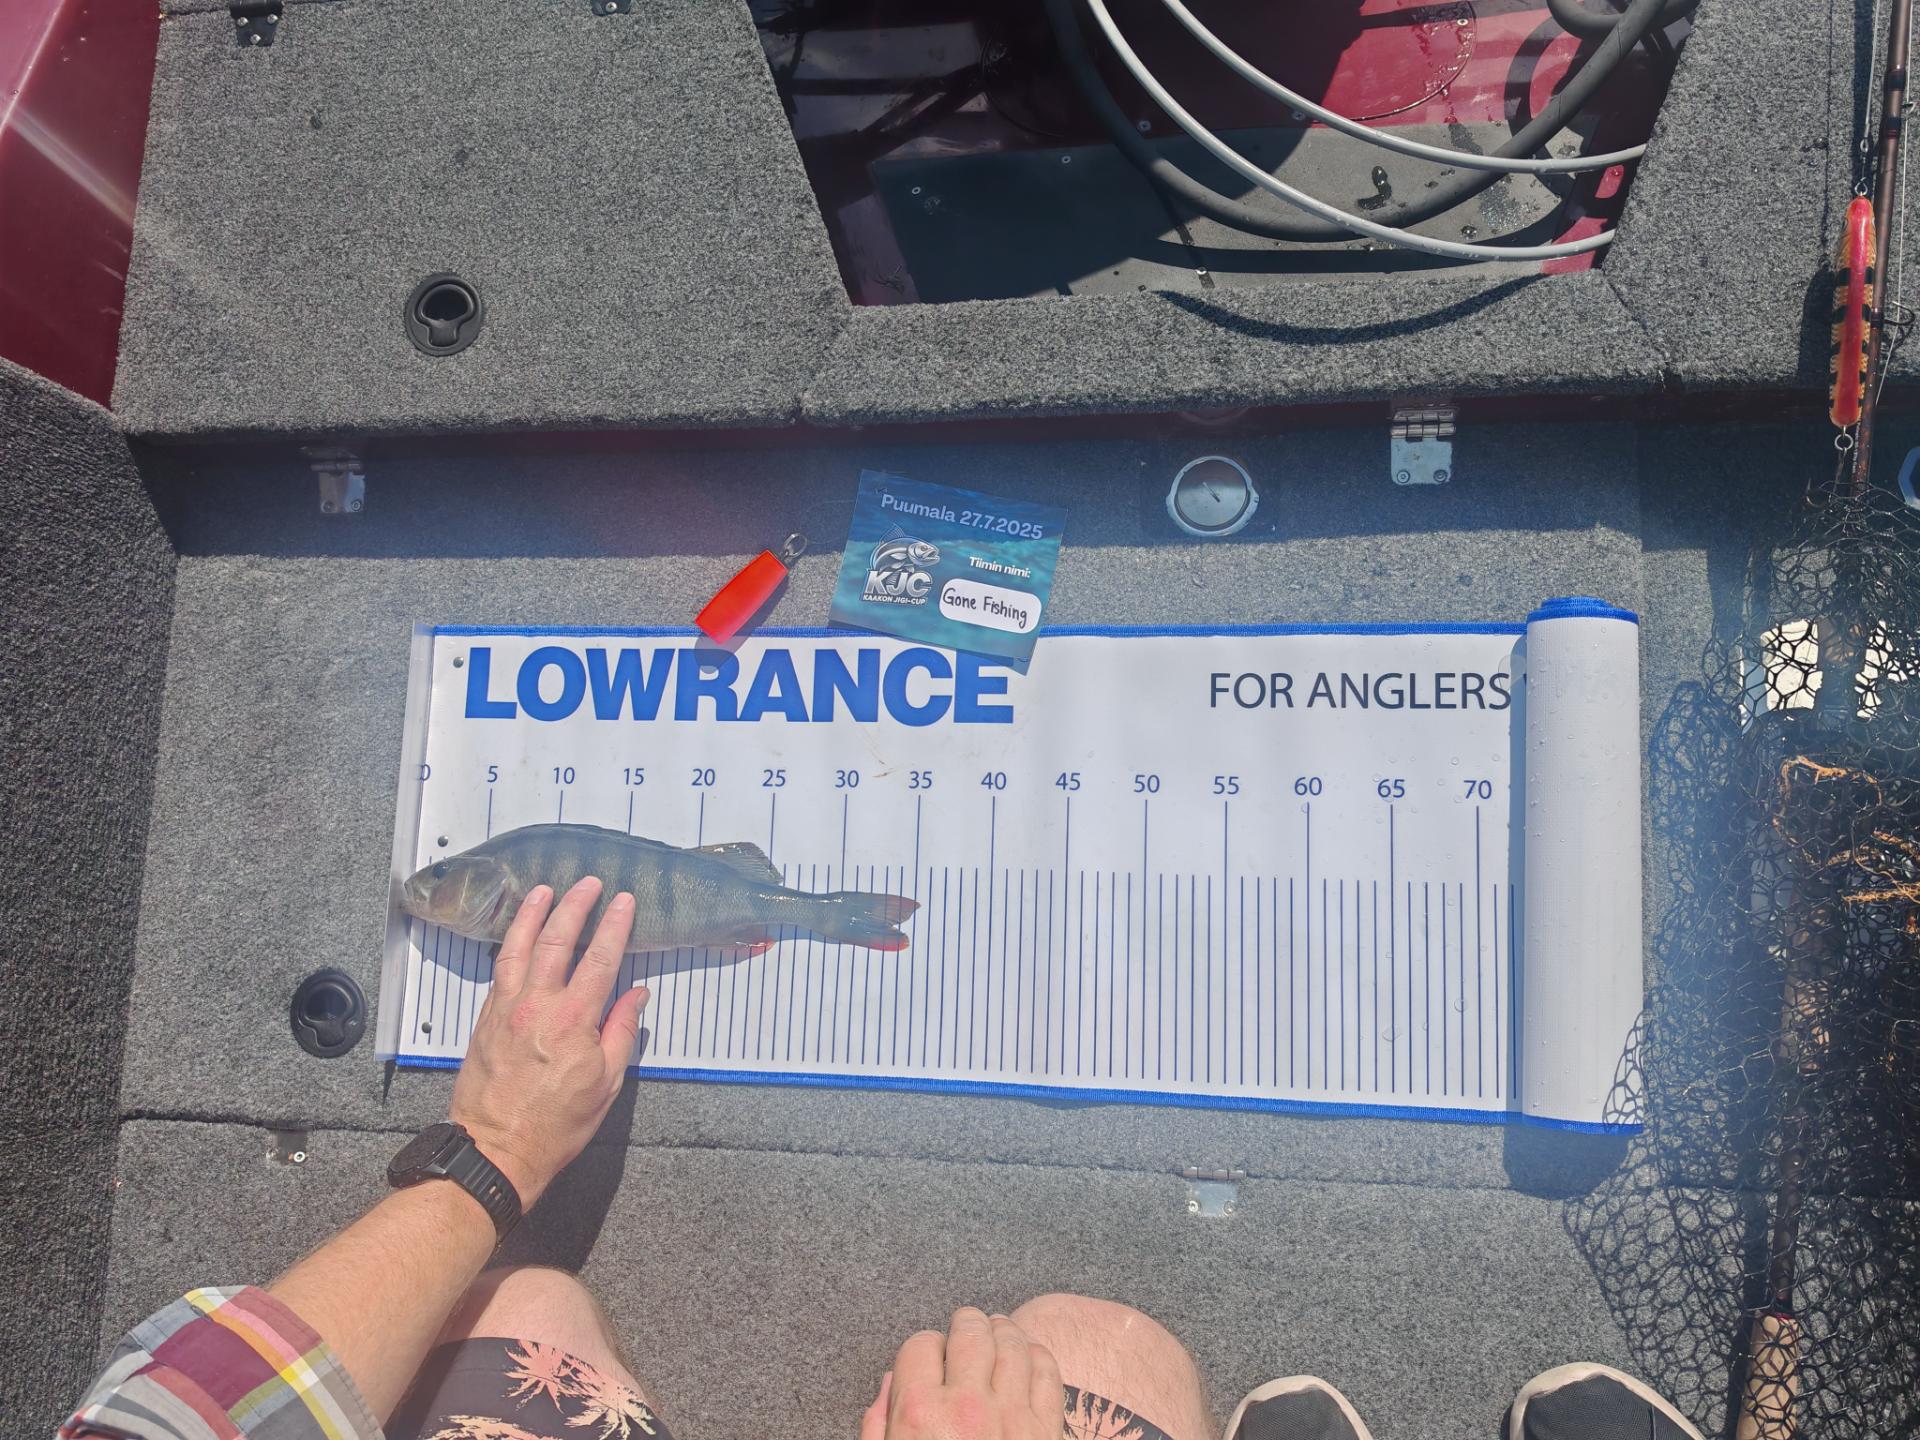 Puumala 27.7.2025
Tiimin nimi:
KJC
KAAKON JIGI-CUP
Gone Fishing
LOWRANCE
FOR ANGLERS
0 5 10 15 20 25 30 35 40 45 50 55 60 65 70